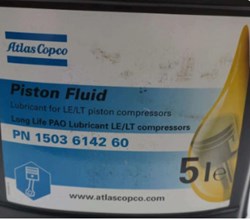 Atlas Copco
Piston Fluid
Lubricant for LE/LT piston compressors
Long Life PAO Lubricant LE/LT compressors
PN 1503 6142 60
5 le
www.atlascopco.com